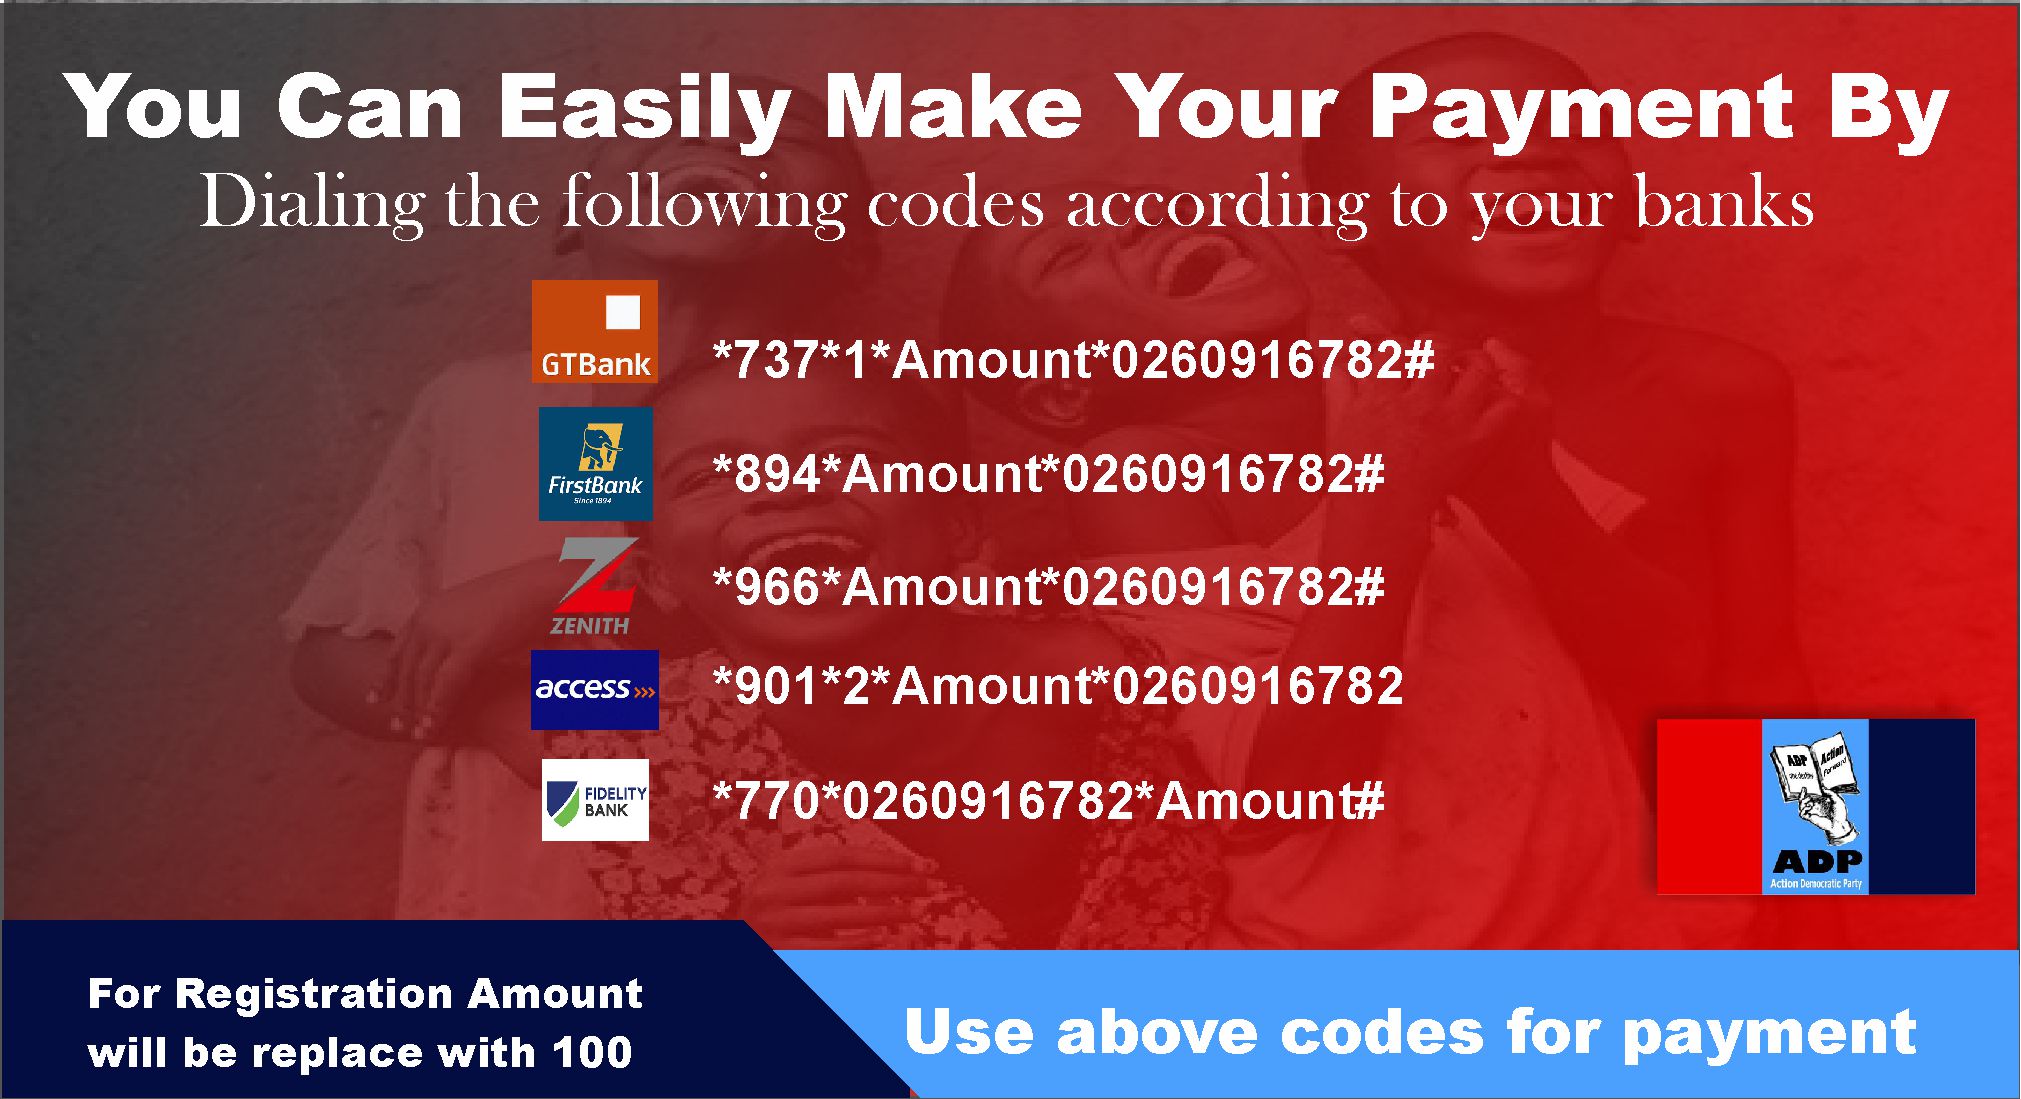 You Can Easily Make Your Payment By
Dialing the following codes according to your banks
GTBank
*737*1*Amount*0260916782#
FirstBank
Since 1894
*894*Amount*0260916782#
ZENITH
*966*Amount*0260916782#
access
*901*2*Amount*0260916782
FIDELITY
BANK
*770*0260916782*Amount#
ADP
Action
Forward
ADP
Action Democratic Party
For Registration Amount
will be replace with 100
Use above codes for payment